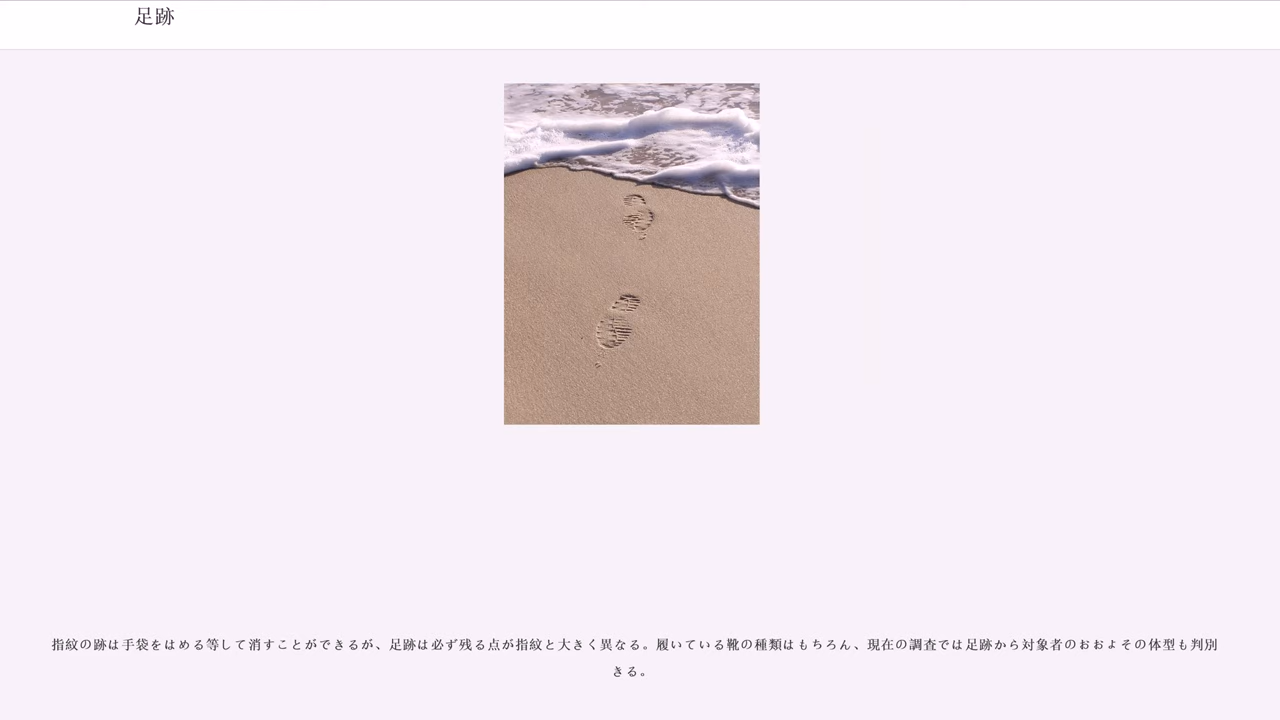 足跡
指紋の跡は手袋をはめる等して消すことができるが、足跡は必ず残る点が指紋と大きく異なる。履いている靴の種類はもちろん、現在の調査では足跡から対象者のおおよその体型も判別
きる。